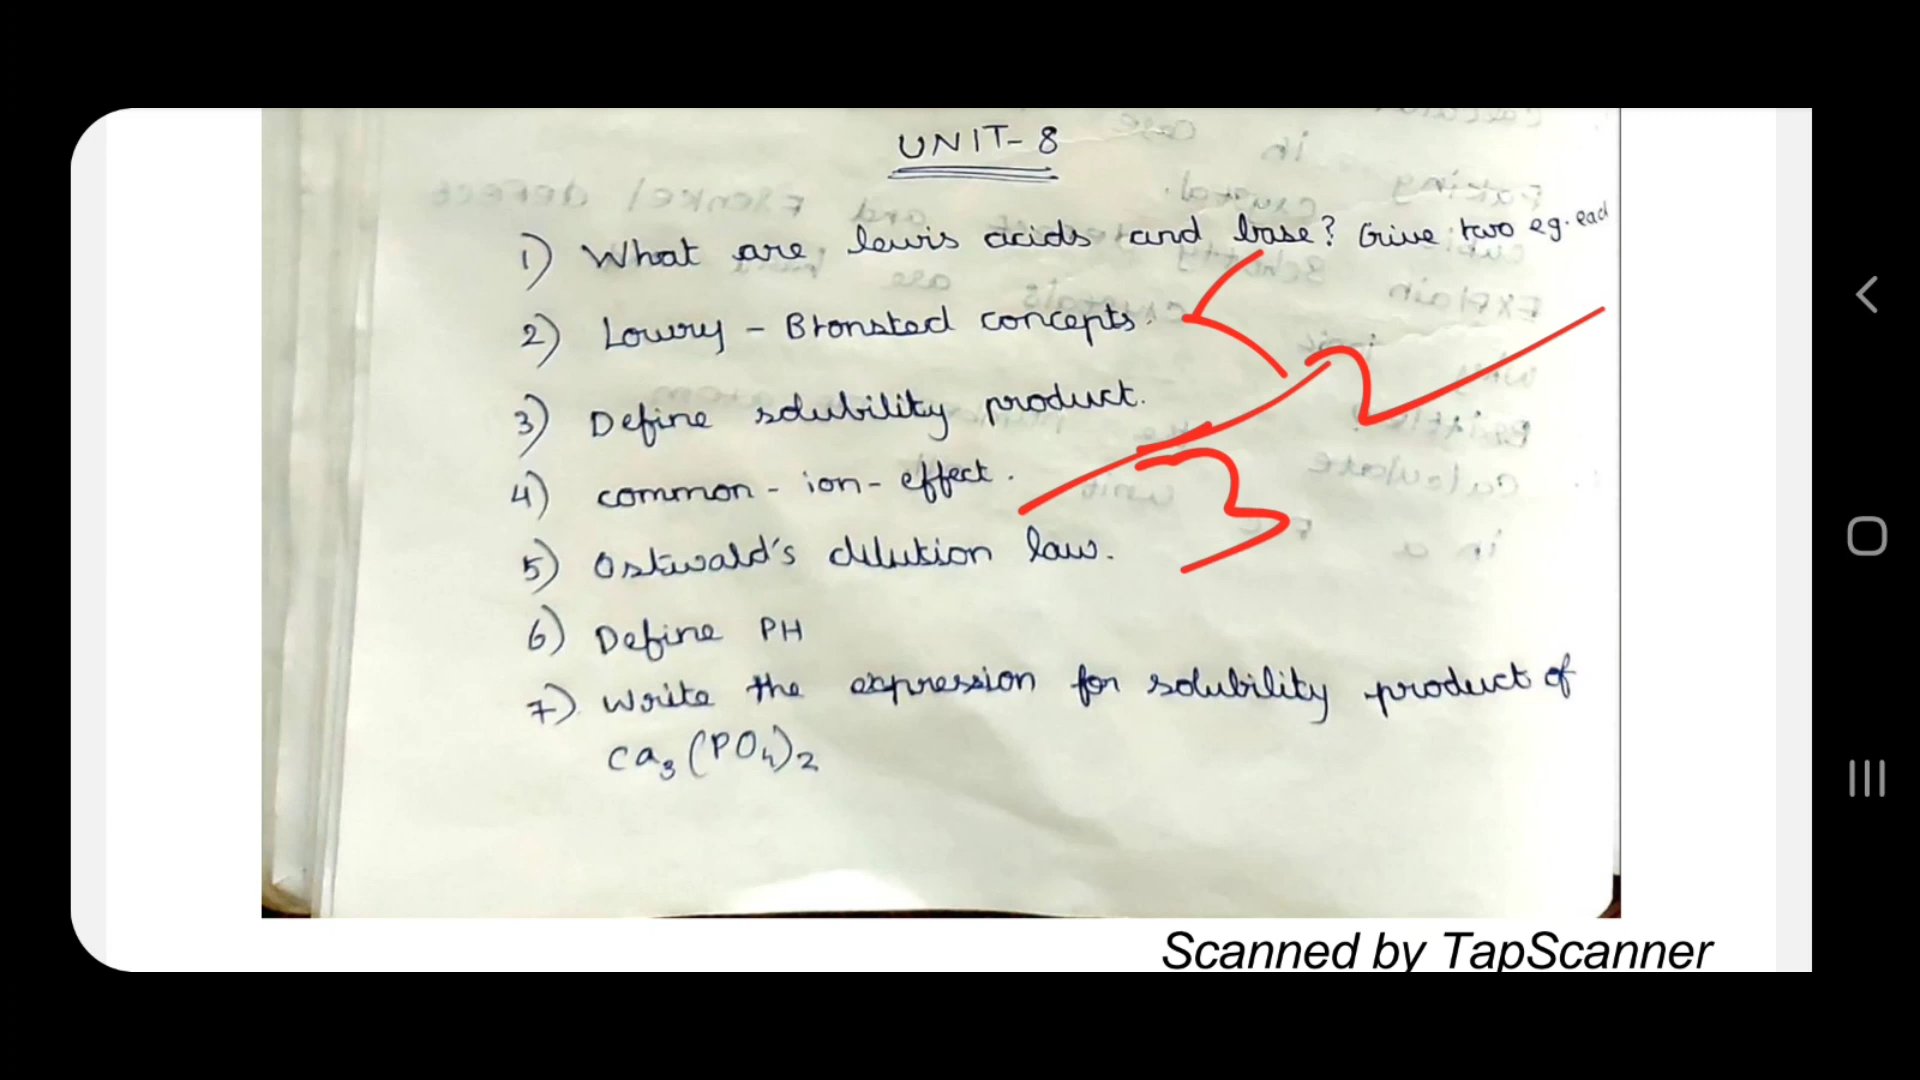 UNIT-8
1) What are lewis acids and base? Give two eg. each
2) Lowry - Bronsted concepts.
3) Define solubility product.
4) common - ion - effect.
5) Ostwald's dilution law.
6) Define PH
7) Write the expression for solubility product of
Ca3(PO4)2
Scanned by TapScanner